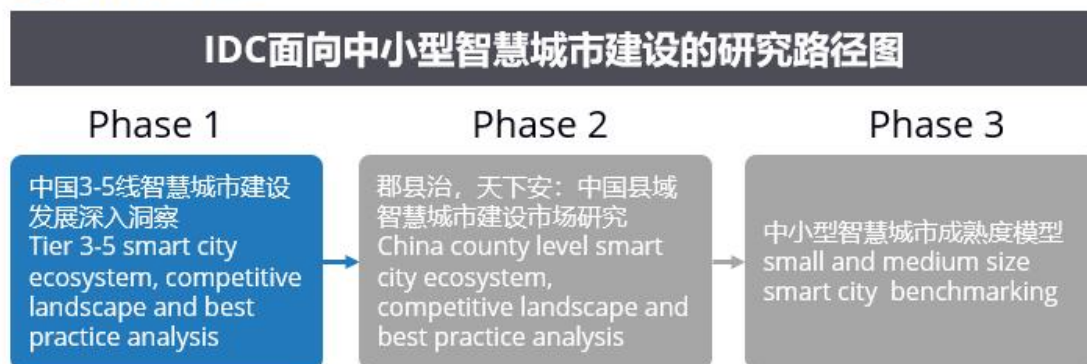 IDC面向中小型智慧城市建设的研究路径图
Phase 1
Phase 2
Phase 3
中国3-5线智慧城市建设
发展深入洞察
Tier 3-5 smart city
ecosystem, competitive
landscape and best
practice analysis
郡县治，天下安：中国县域
智慧城市建设市场研究
China county level smart
city ecosystem,
competitive landscape and
best practice analysis
中小型智慧城市成熟度模型
small and medium size
smart city benchmarking